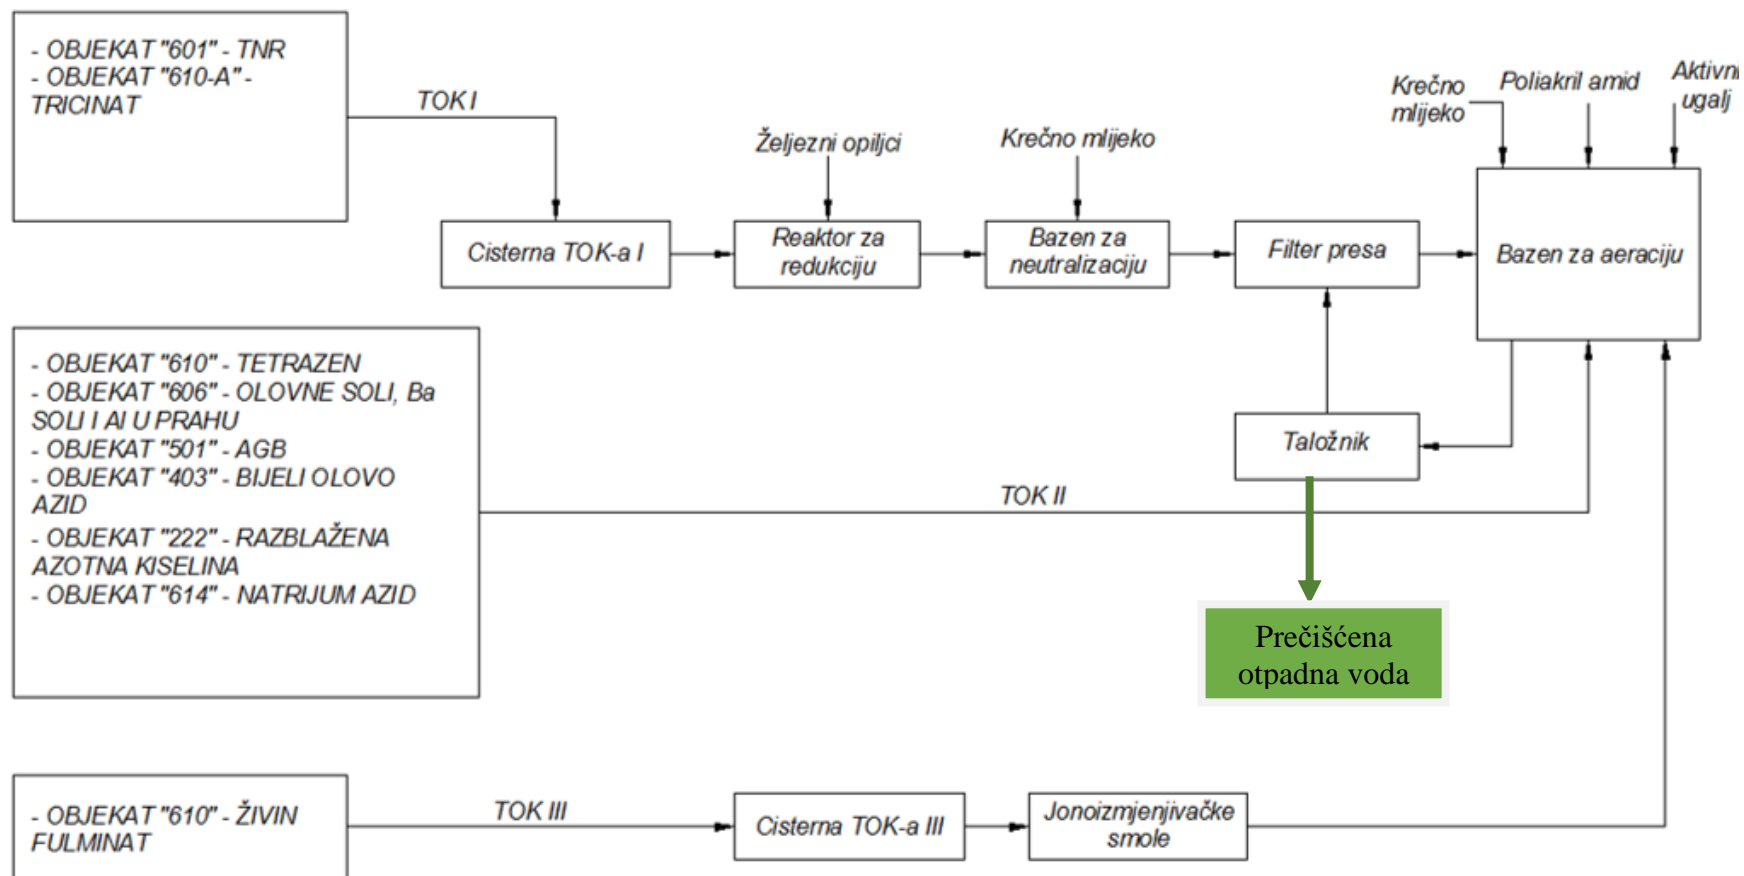 - OBJEKAT "601" - TNR
- OBJEKAT "610-A" -
TRICINAT
TOK I
Cisterna TOK-a I
Željezni opiljci
Reaktor za
redukciju
Krečno mlijeko
Bazen za
neutralizaciju
Filter presa
Krečno
mlijeko
Poliakril amid
Aktivni
ugalj
Bazen za aeraciju
Taložnik
- OBJEKAT "610" - TETRAZEN
- OBJEKAT "606" - OLOVNE SOLI, Ba
SOLI I Al U PRAHU
- OBJEKAT "501" - AGB
- OBJEKAT "403" - BIJELI OLOVO
AZID
- OBJEKAT "222" - RAZBLAŽENA
AZOTNA KISELINA
- OBJEKAT "614" - NATRIJUM AZID
TOK II
Prečišćena
otpadna voda
- OBJEKAT "610" - ŽIVIN
FULMINAT
TOK III
Cisterna TOK-a III
Jonoizmjenjivačke
smole